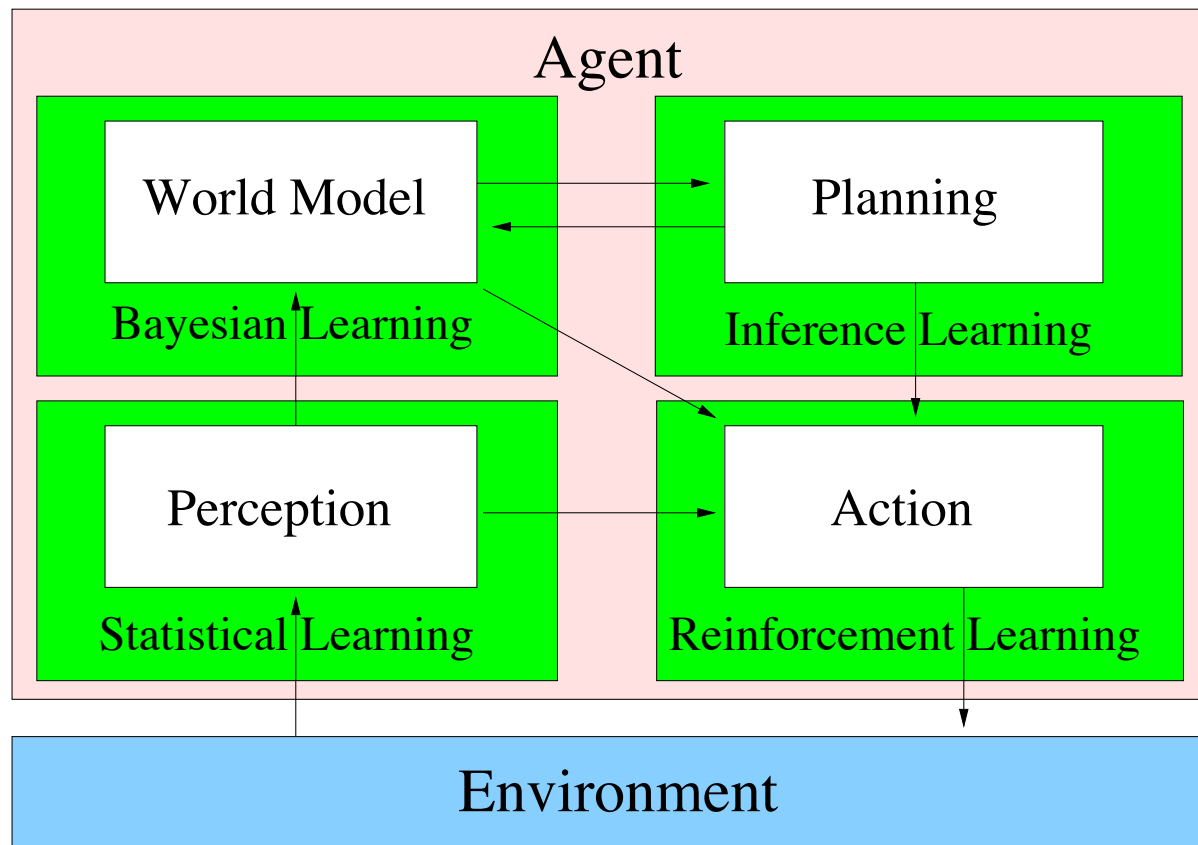 Agent
World Model
Planning
Bayesian Learning
Inference Learning
Perception
Action
Statistical Learning
Reinforcement Learning
Environment